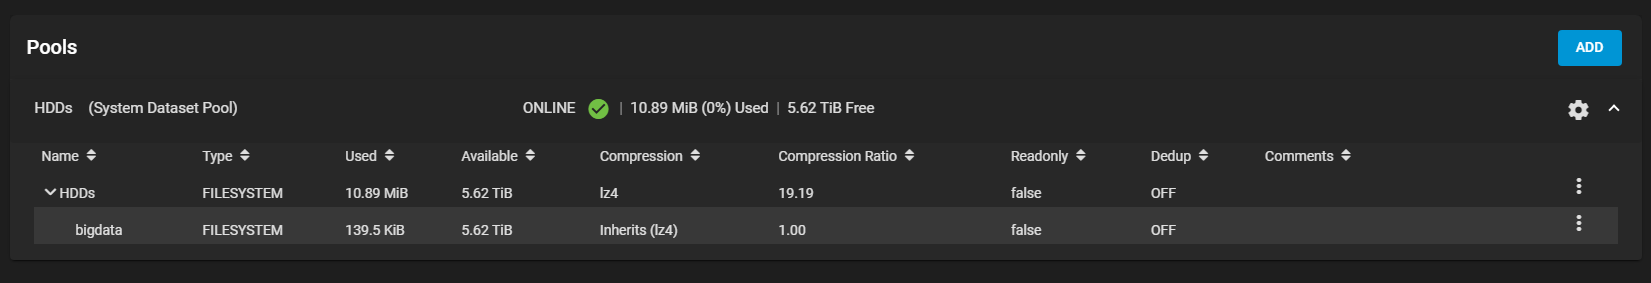 Pools
ADD
HDDs (System Dataset Pool) ONLINE | 10.89 MiB (0%) Used | 5.62 TiB Free
Name Type Used Available Compression Compression Ratio Readonly Dedup Comments
HDDs FILESYSTEM 10.89 MiB 5.62 TiB lz4 19.19 false OFF
bigdata FILESYSTEM 139.5 KiB 5.62 TiB Inherits (lz4) 1.00 false OFF